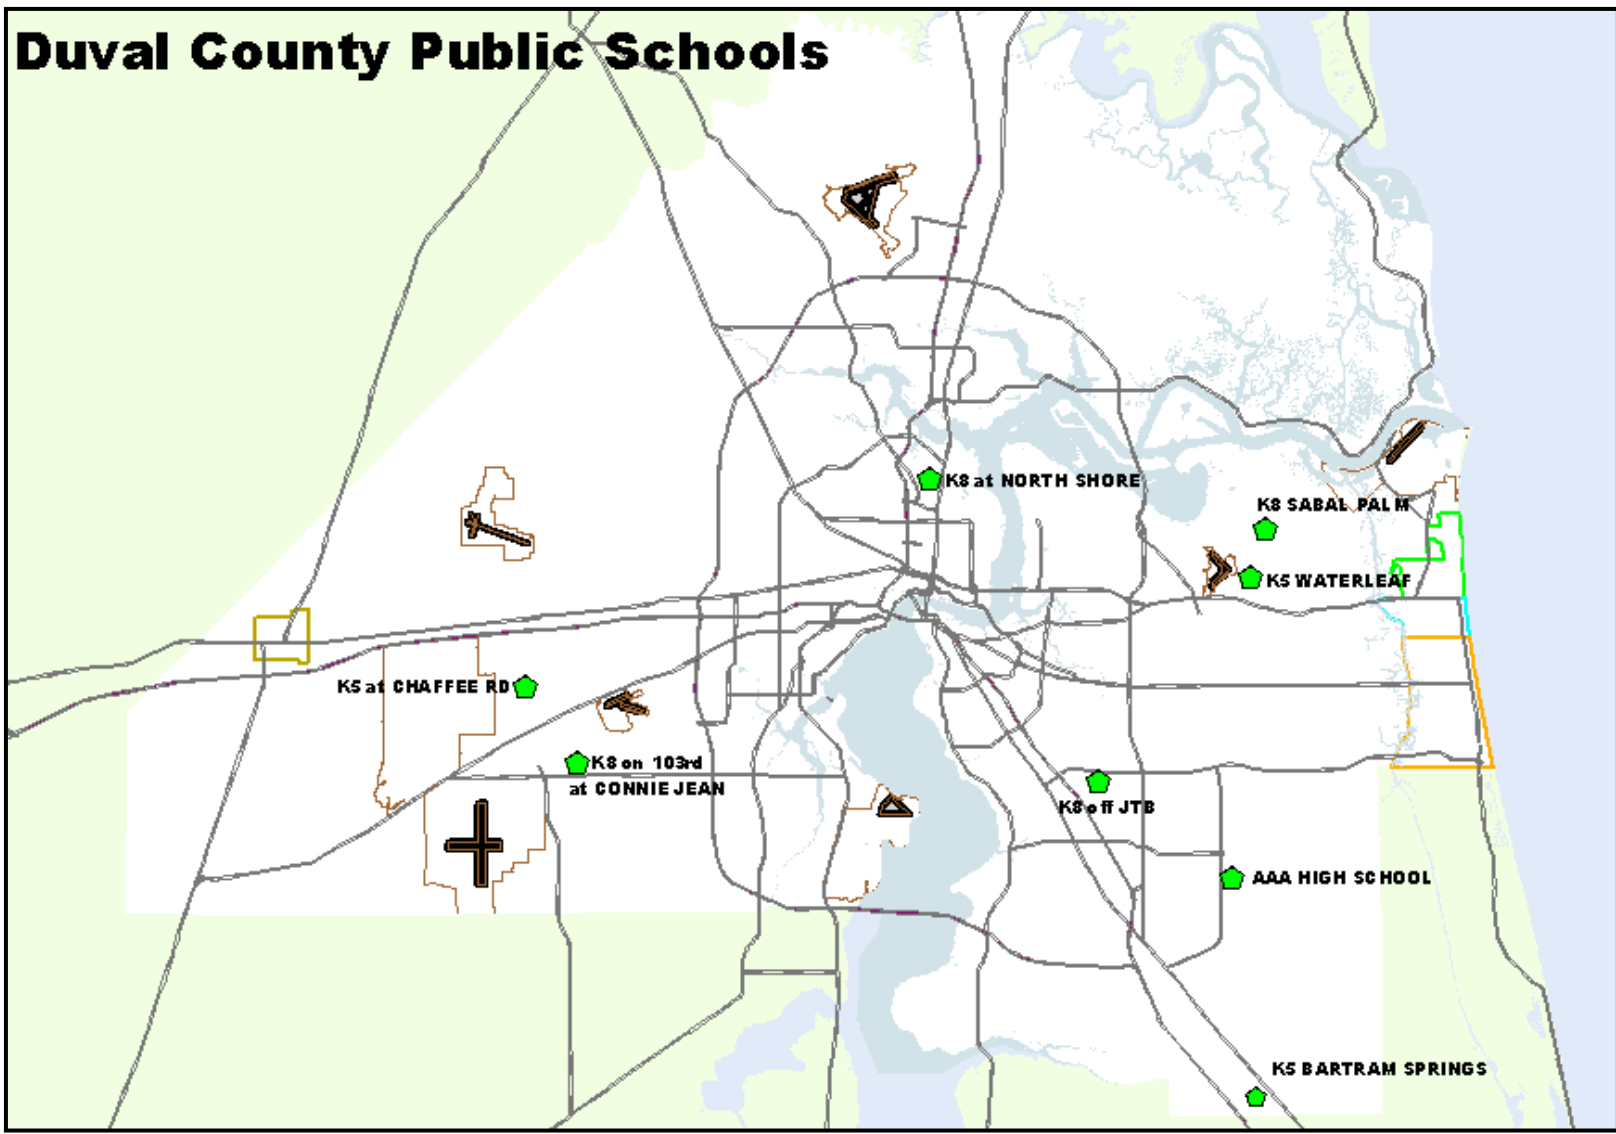 Duval County Public Schools
K8 at NORTH SHORE
K8 SABAL PALM
K5 WATERLEAF
K5 at CHAFFEE RD
K8 on 103rd
at CONNIE JEAN
K8 off JTB
AAA HIGH SCHOOL
K5 BARTRAM SPRINGS